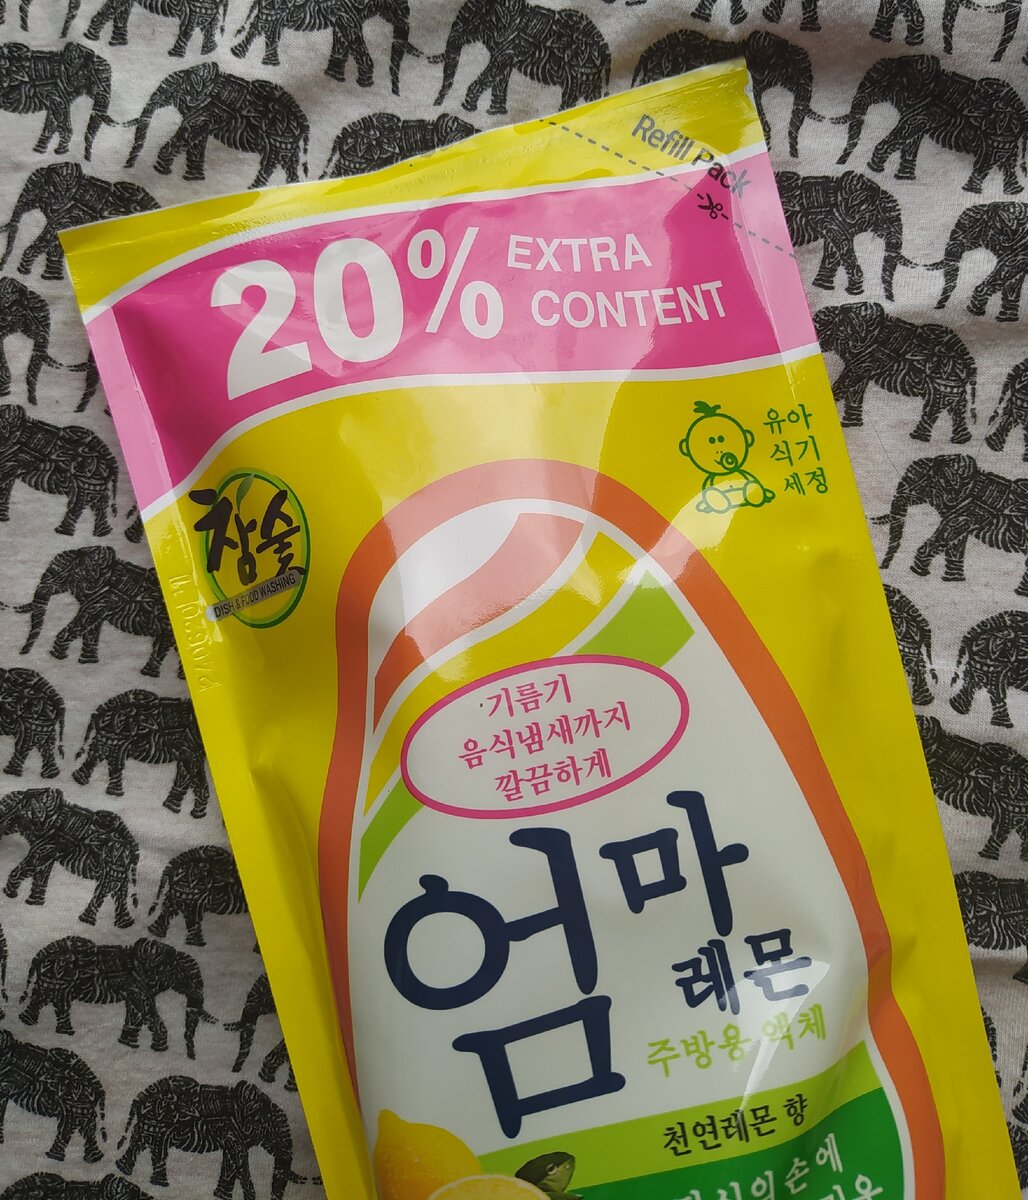 Refill Pack
20% EXTRA
CONTENT
유아
식기
세정
참숯
DISH & FOOD WASHING
기름기
음식냄새까지
깔끔하게
엄마
레몬
주방용 액체
천연레몬 향
손에